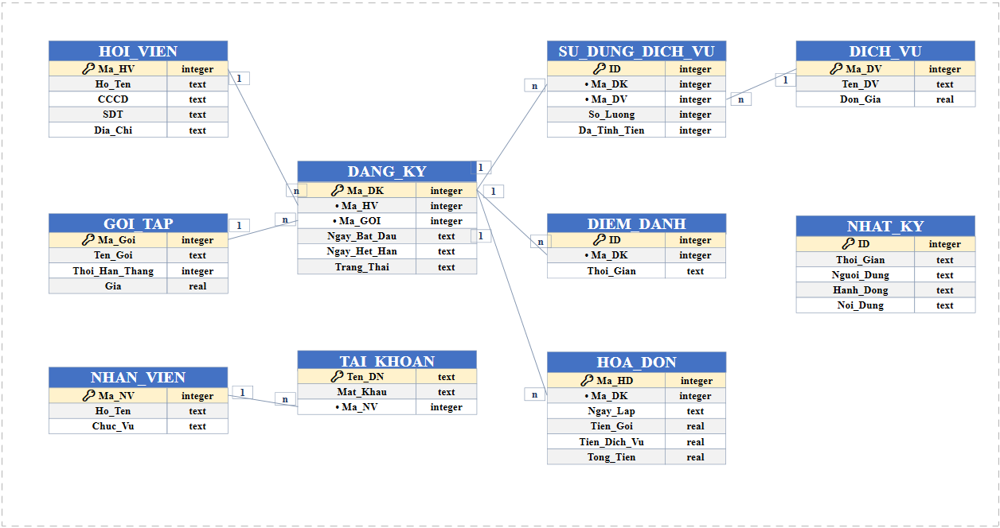 HOI_VIEN
Ma_HV integer
Ho_Ten text
CCCD text
SDT text
Dia_Chi text
1
SU_DUNG_DICH_VU
ID integer
• Ma_DK integer
• Ma_DV integer
So_Luong integer
Da_Tinh_Tien integer
n
n
DICH_VU
Ma_DV integer
Ten_DV text
Don_Gia real
1
DANG_KY
Ma_DK integer
• Ma_HV integer
• Ma_GOI integer
Ngay_Bat_Dau text
Ngay_Het_Han text
Trang_Thai text
n
n
1
1
1
GOI_TAP
Ma_Goi integer
Ten_Goi text
Thoi_Han_Thang integer
Gia real
1
DIEM_DANH
ID integer
• Ma_DK integer
Thoi_Gian text
n
NHAT_KY
ID integer
Thoi_Gian text
Nguoi_Dung text
Hanh_Dong text
Noi_Dung text
NHAN_VIEN
Ma_NV integer
Ho_Ten text
Chuc_Vu text
1
TAI_KHOAN
Ten_DN text
Mat_Khau text
• Ma_NV integer
n
HOA_DON
Ma_HD integer
• Ma_DK integer
Ngay_Lap text
Tien_Goi real
Tien_Dich_Vu real
Tong_Tien real
n